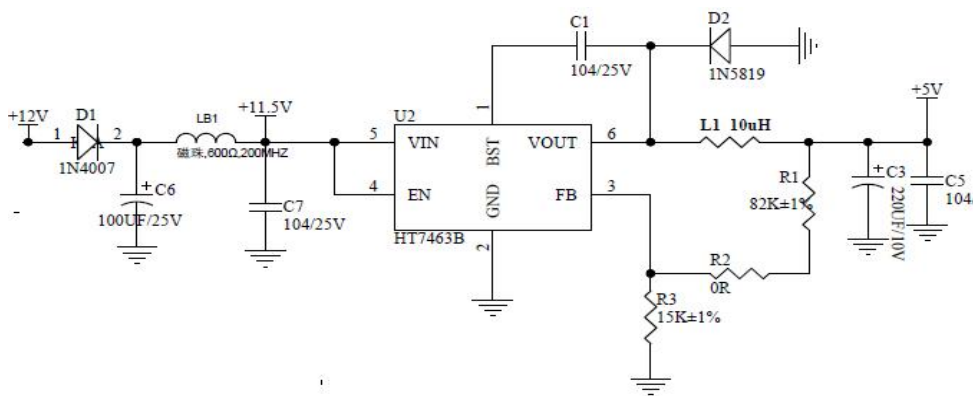 C1
104/25V
D2
1N5819
+12V
D1
1
2
1N4007
LB1
磁珠,600Ω,200MHZ
+11.5V
C6
+
100UF/25V
C7
104/25V
U2
1
5
VIN
BST
VOUT
6
4
EN
GND
FB
3
HT7463B
2
L1 10uH
+5V
R1
82K±1%
+
C3
220UF/10V
C5
104/
R2
0R
R3
15K±1%